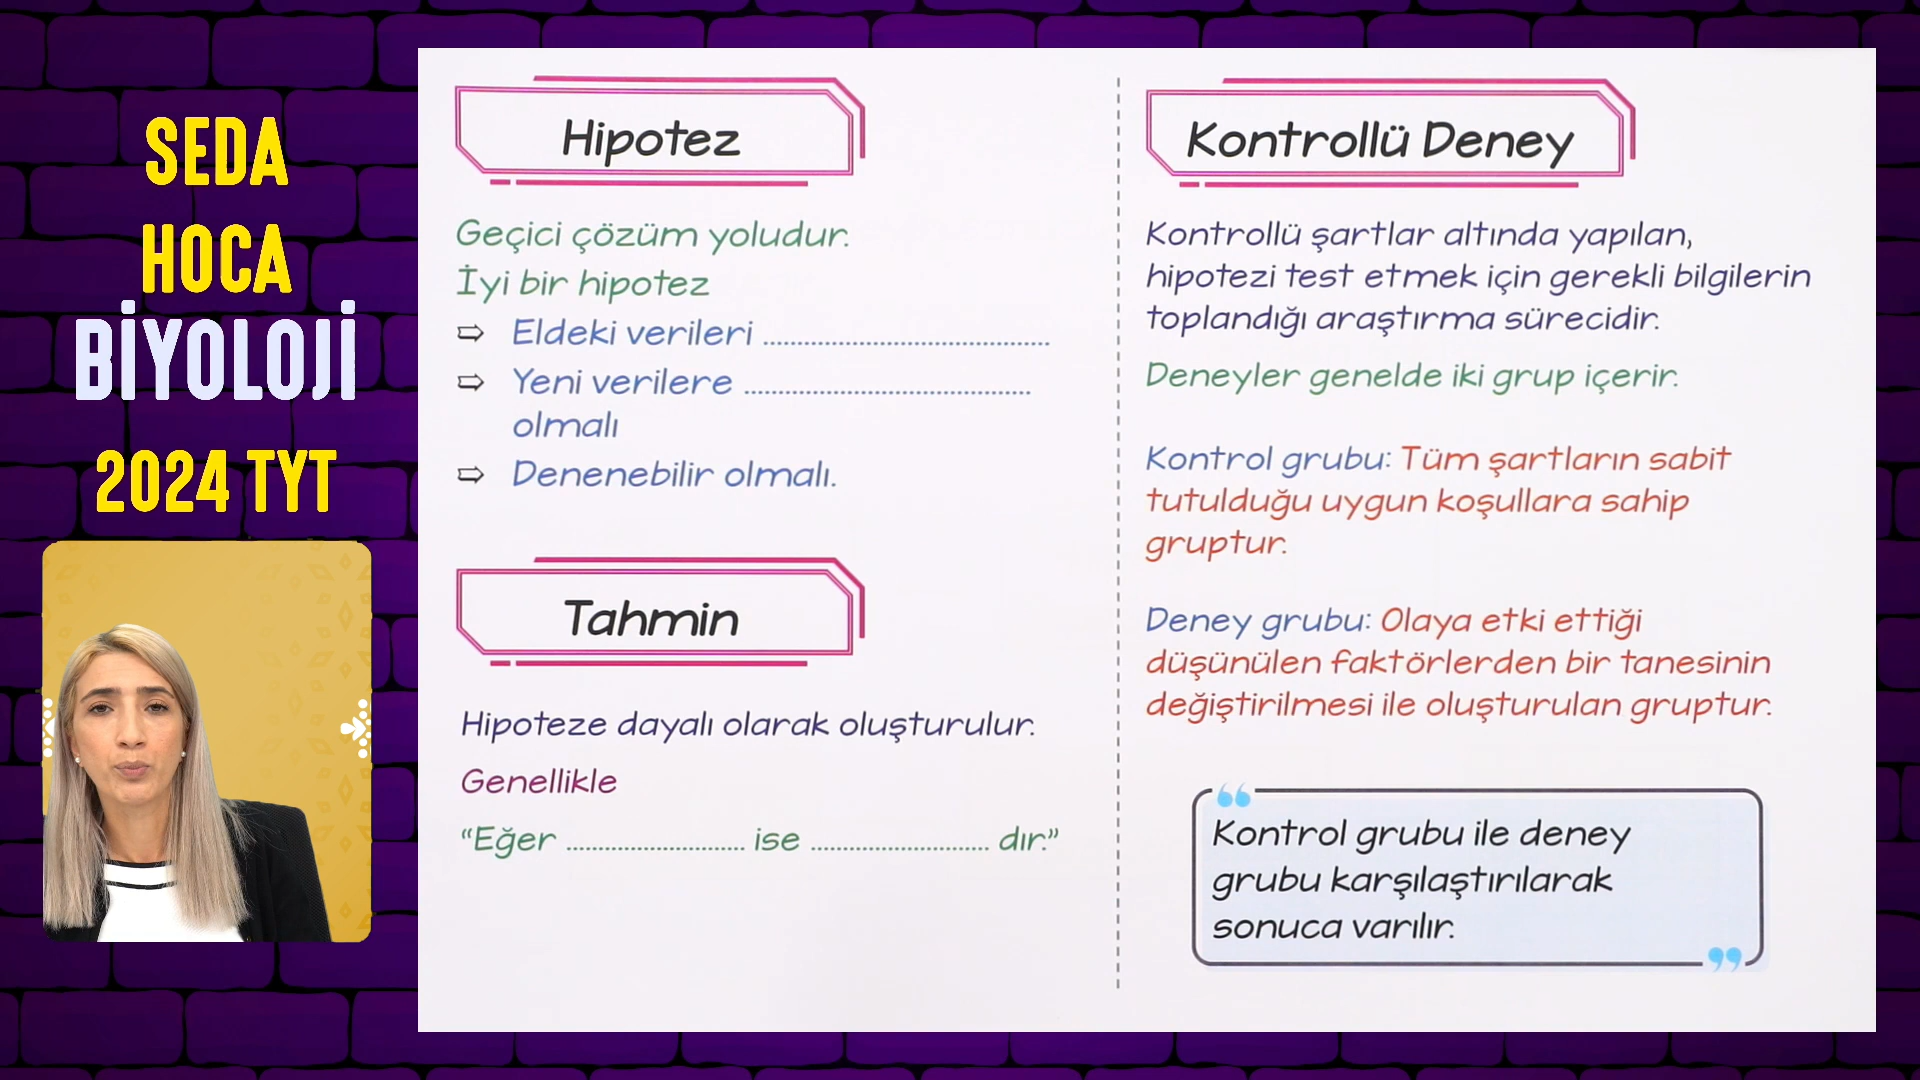 SEDA
HOCA
BİYOLOJİ
2024 TYT
Hipotez
Geçici çözüm yoludur.
İyi bir hipotez
⇨ Eldeki verileri ........................................
⇨ Yeni verilere ........................................
olmalı
⇨ Denenebilir olmalı.
Tahmin
Hipoteze dayalı olarak oluşturulur.
Genellikle
“Eğer ......................... ise ......................... dır.”
Kontrollü Deney
Kontrollü şartlar altında yapılan,
hipotezi test etmek için gerekli bilgilerin
toplandığı araştırma sürecidir.
Deneyler genelde iki grup içerir.
Kontrol grubu: Tüm şartların sabit
tutulduğu uygun koşullara sahip
gruptur.
Deney grubu: Olaya etki ettiği
düşünülen faktörlerden bir tanesinin
değiştirilmesi ile oluşturulan gruptur.
“
Kontrol grubu ile deney
grubu karşılaştırılarak
sonuca varılır.
”